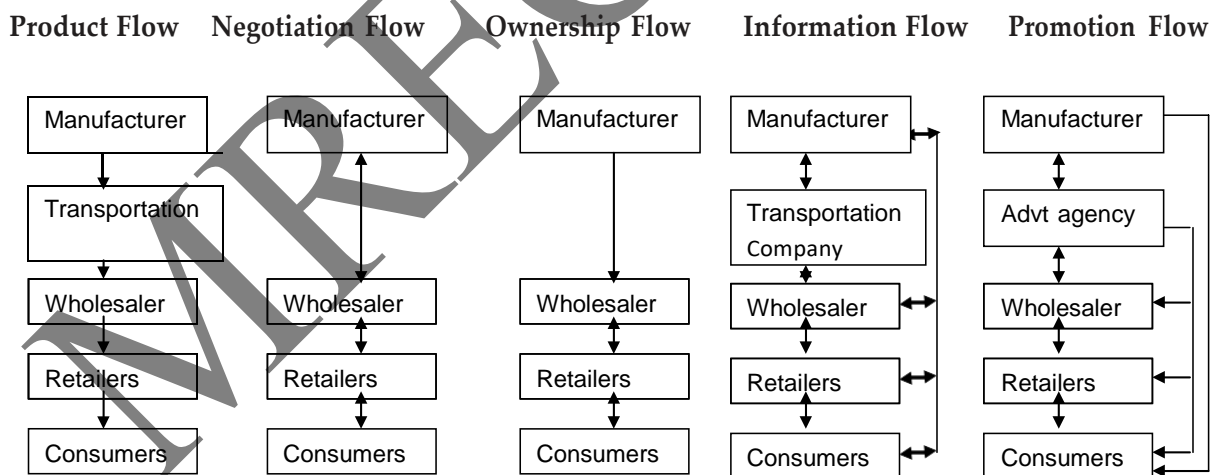 Product Flow Negotiation Flow Ownership Flow Information Flow Promotion Flow
Manufacturer
Transportation
Wholesaler
Retailers
Consumers
Manufacturer
Wholesaler
Retailers
Consumers
Manufacturer
Wholesaler
Retailers
Consumers
Manufacturer
Transportation
Company
Wholesaler
Retailers
Consumers
Manufacturer
Advt agency
Wholesaler
Retailers
Consumers